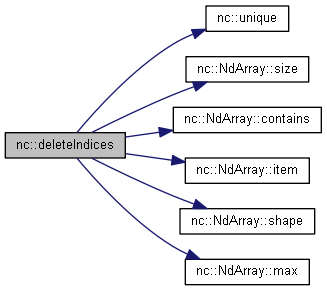 nc::unique
nc::NdArray::size
nc::NdArray::contains
nc::deleteIndices
nc::NdArray::item
nc::NdArray::shape
nc::NdArray::max